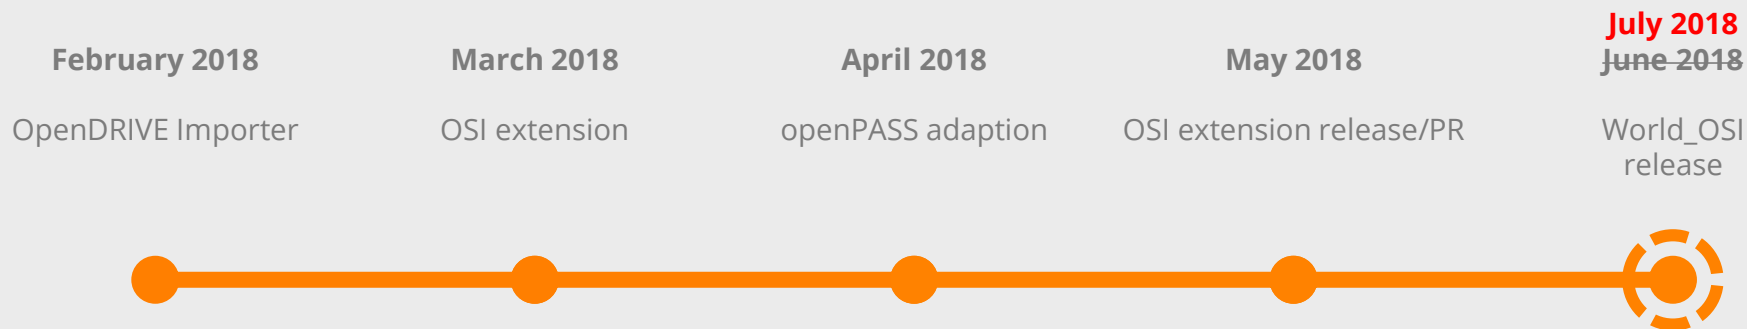 February 2018
OpenDRIVE Importer
March 2018
OSI extension
April 2018
openPASS adaption
May 2018
OSI extension release/PR
July 2018
June 2018
World_OSI
release